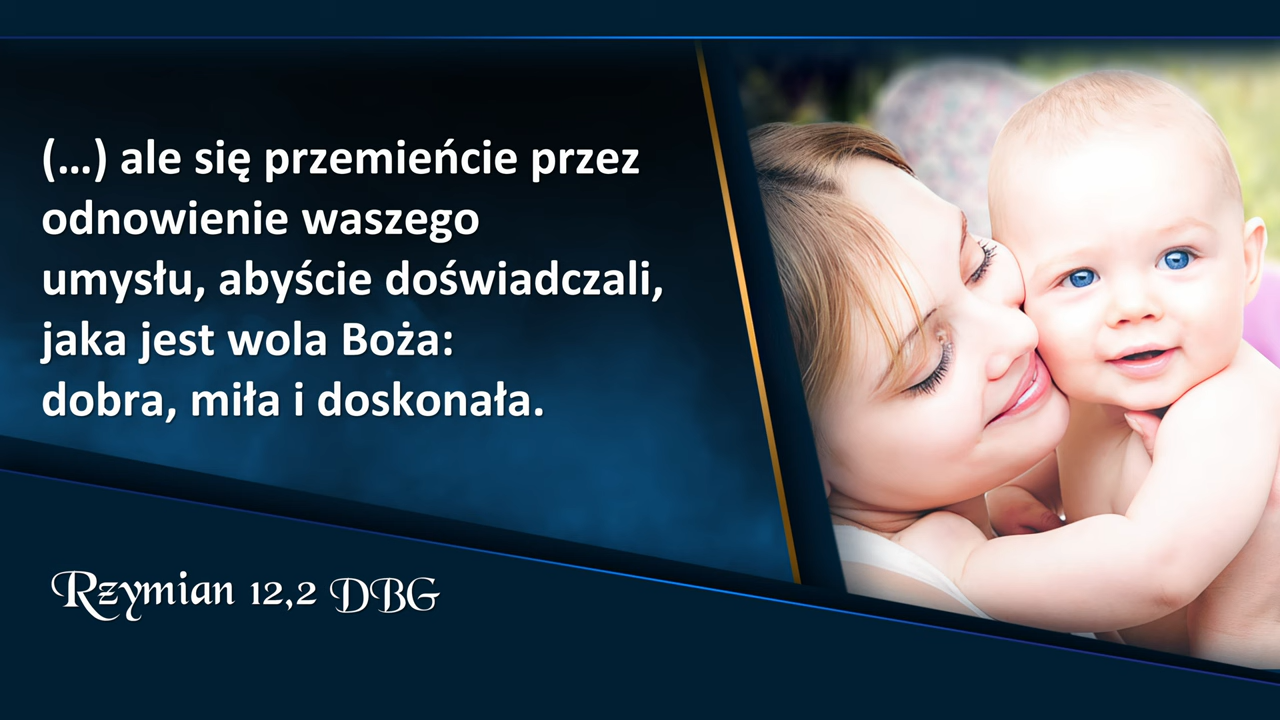 (...) ale się przemieńcie przez
odnowienie waszego
umysłu, abyście doświadczali,
jaka jest wola Boża:
dobra, miła i doskonała.
Rzymian 12,2 DBG